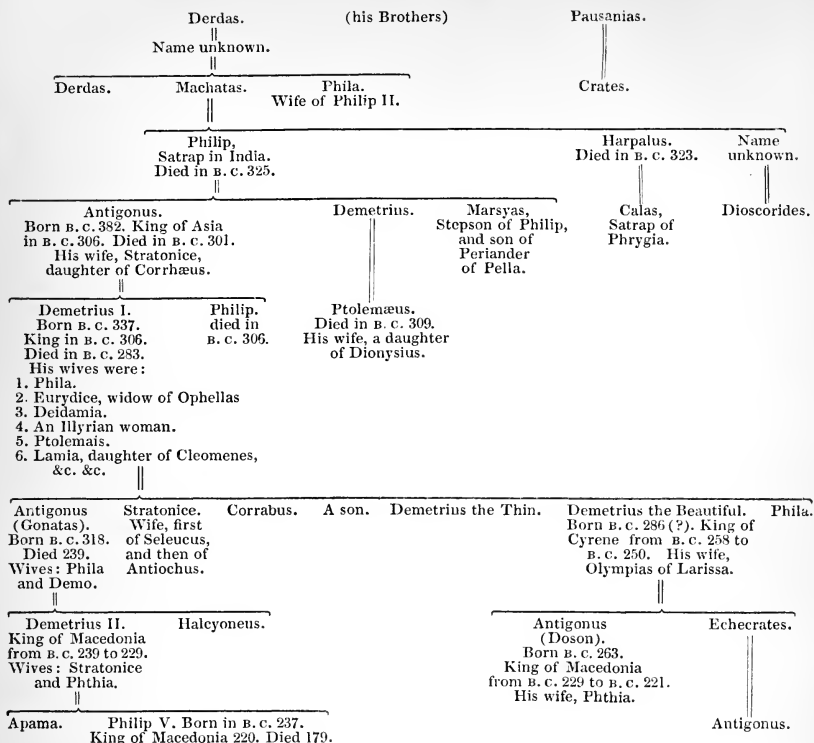 Derdas. (his Brothers) Pausanias.
Name unknown.
Derdas. Machatas. Phila.
Wife of Philip II.
Crates.
Philip,
Satrap in India.
Died in B. C. 325.
Harpalus.
Died in B. C. 323.
Name
unknown.
Antigonus.
Born B. C. 382. King of Asia
in B. C. 306. Died in B. C. 301.
His wife, Stratonice,
daughter of Corrhæus.
Demetrius.
Marsyas,
Stepson of Philip,
and son of
Periander
of Pella.
Calas,
Satrap of
Phrygia.
Dioscorides.
Demetrius I.
Born B. C. 337.
King in B. C. 306.
Died in B. C. 283.
His wives were:
1. Phila.
2. Eurydice, widow of Ophellas
3. Deidamia.
4. An Illyrian woman.
5. Ptolemais.
6. Lamia, daughter of Cleomenes,
&c. &c.
Philip.
died in
B. C. 306.
Ptolemæus.
Died in B. C. 309.
His wife, a daughter
of Dionysius.
Antigonus
(Gonatas).
Born B. C. 318.
Died 239.
Wives: Phila
and Demo.
Stratonice.
Wife, first
of Seleucus,
and then of
Antiochus.
Corrabus.
A son.
Demetrius the Thin.
Demetrius the Beautiful.
Born B. C. 286 (?). King of
Cyrene from B. C. 258 to
B. C. 250. His wife,
Olympias of Larissa.
Phila.
Demetrius II.
King of Macedonia
from B. C. 239 to 229.
Wives: Stratonice
and Phthia.
Halcyoneus.
Antigonus
(Doson).
Born B. C. 263.
King of Macedonia
from B. C. 229 to B. C. 221.
His wife, Phthia.
Echecrates.
Apama.
Philip V. Born in B. C. 237.
King of Macedonia 220. Died 179.
Antigonus.